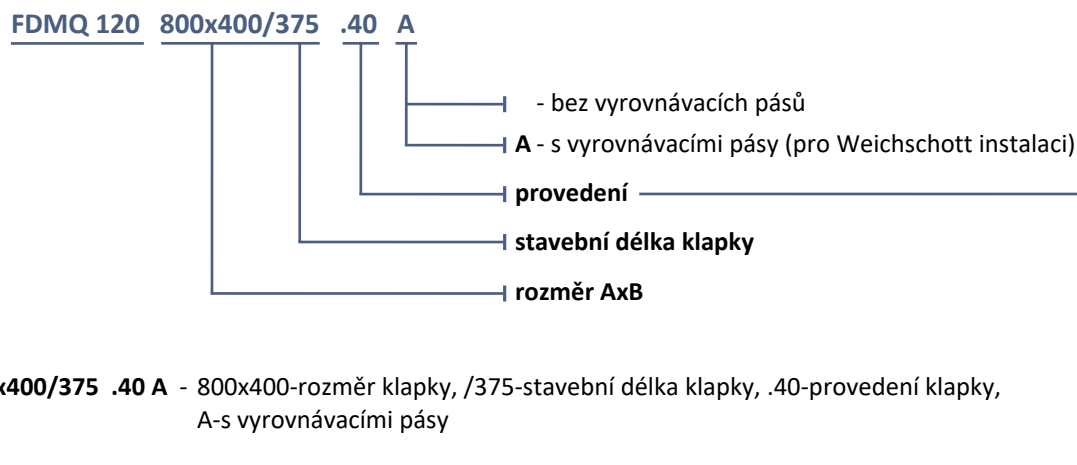 FDMQ 120 800x400/375 .40 A
- bez vyrovnávacích pásů
A - s vyrovnávacími pásy (pro Weichschott instalaci)
provedení
stavební délka klapky
rozměr AxB
x400/375 .40 A - 800x400-rozměr klapky, /375-stavební délka klapky, .40-provedení klapky,
A-s vyrovnávacími pásy